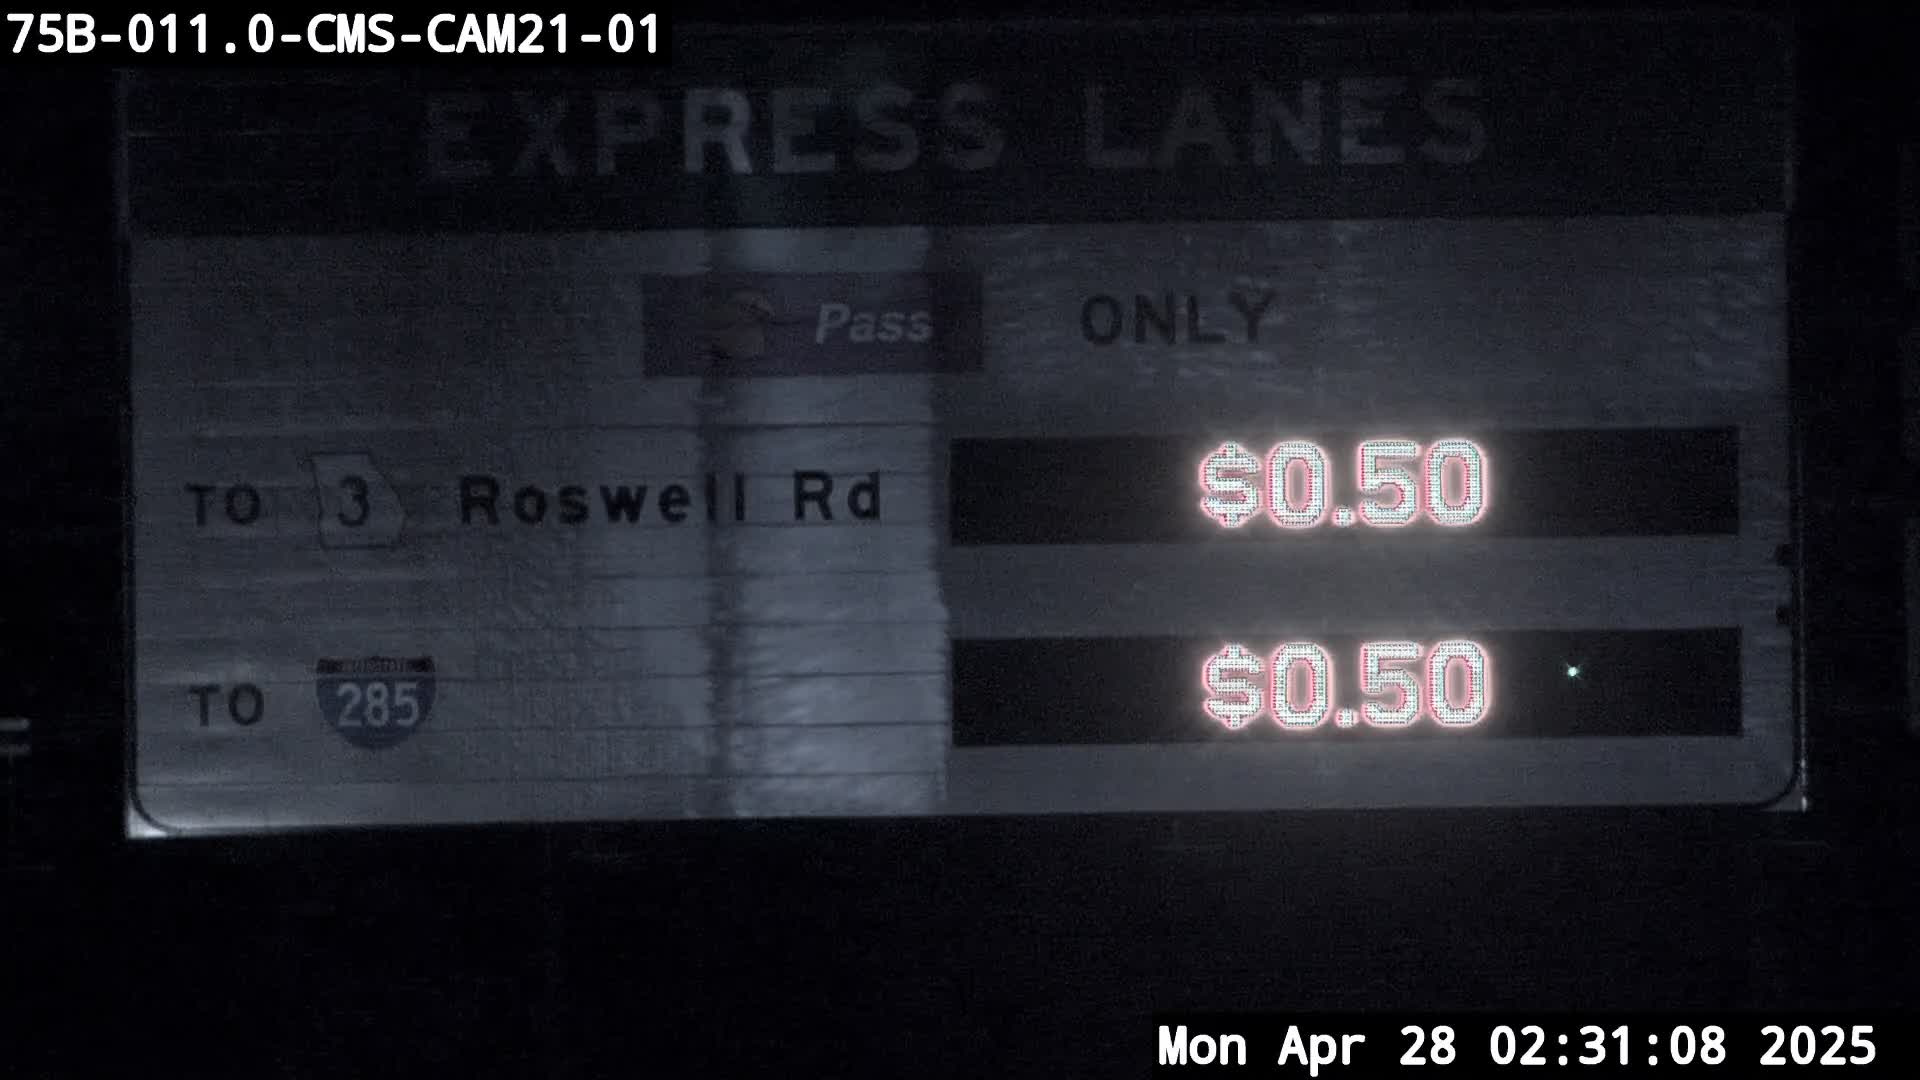 75B-011.0-CMS-CAM21-01
EXPRESS LANES
Pass ONLY
TO 3 Roswell Rd $0.50
TO 285 $0.50
Mon Apr 28 02:31:08 2025